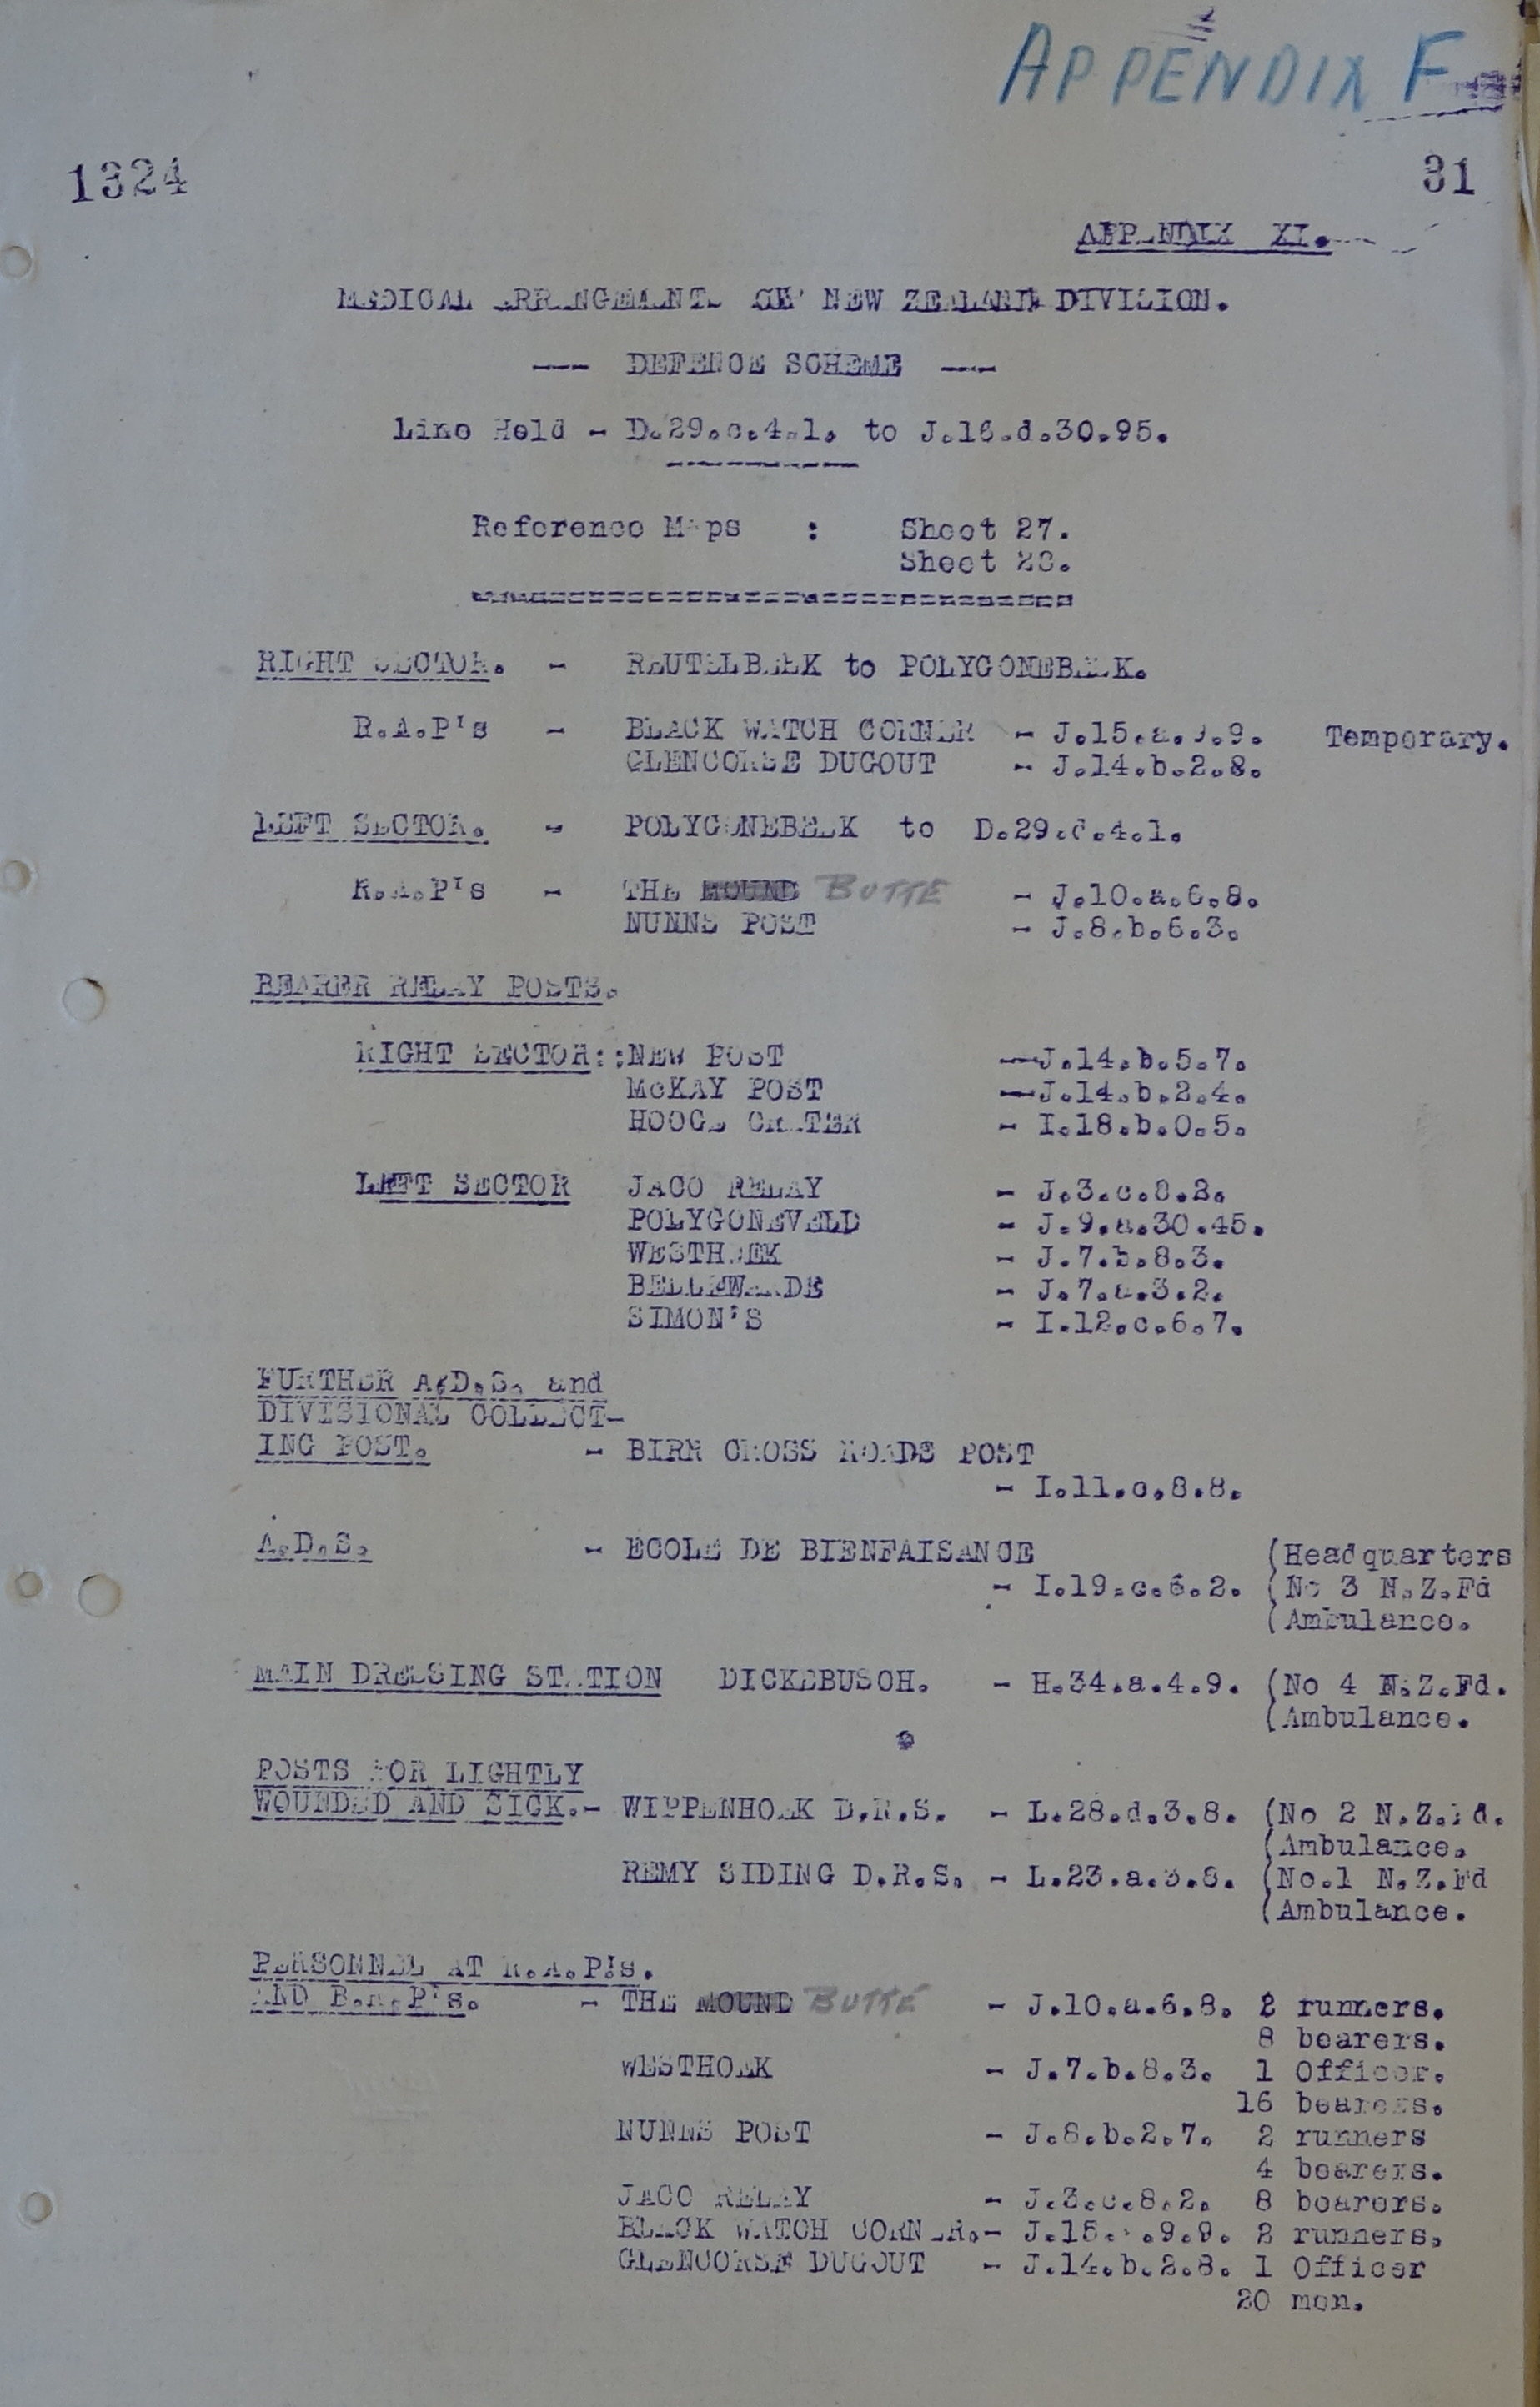 APPENDIX F
1324 31
APPENDIX XI.
MEDICAL ARRANGEMENTS OF NEW ZEALAND DIVISION.
--- DEFENCE SCHEME ---
Line Held - D.29.c.4.1. to J.16.d.30.95.
Reference Maps : Sheet 27.
Sheet 28.
RIGHT SECTOR. - REUTELBEEK to POLYGONEBEEK.
R.A.P's - BLACK WATCH CORNER - J.15.a.9.9. Temporary.
GLENCORSE DUGOUT - J.14.b.2.8.
LEFT SECTOR. - POLYGONEBEEK to D.29.c.4.1.
R.A.P's - THE MOUND BUTTE - J.10.a.6.8.
NUNNS POST - J.8.b.6.3.
BEARER RELAY POSTS.
RIGHT SECTOR::NEW POST - J.14.b.5.7.
McKAY POST - J.14.b.2.4.
HOOGE CRATER - I.18.b.0.5.
LEFT SECTOR JACO RELAY - J.3.c.8.2.
POLYGONEVELD - J.9.a.30.45.
WESTHOEK - J.7.b.8.3.
BELLEWARDE - J.7.a.3.2.
SIMON'S - I.12.c.6.7.
FURTHER A.D.S. and
DIVISIONAL COLLECT-
ING POST. - BIRR CROSS ROADS POST
- I.11.c.8.8.
A.D.S. - ECOLE DE BIENFAISANCE (Headquarters
- I.19.c.6.2. (No 3 N.Z.Fd
(Ambulance.
MAIN DRESSING STATION DICKEBUSCH. - H.34.a.4.9. (No 4 N.Z.Fd.
(Ambulance.
POSTS FOR LIGHTLY
WOUNDED AND SICK.- WIPPENHOEK D.R.S. - L.28.d.3.8. (No 2 N.Z.Fd.
(Ambulance.
REMY SIDING D.R.S. - L.23.a.3.8. (No.1 N.Z.Fd
(Ambulance.
PERSONNEL AT R.A.P's.
AND B.R.P's. - THE MOUND BUTTE - J.10.a.6.8. 2 runners.
8 bearers.
WESTHOEK - J.7.b.8.3. 1 Officer.
16 bearers.
NUNNS POST - J.8.b.2.7. 2 runners
4 bearers.
JACO RELAY - J.3.c.8.2. 8 bearers.
BLACK WATCH CORNER.- J.15.a.9.9. 2 runners.
GLENCORSE DUGOUT - J.14.b.2.8. 1 Officer
20 men.